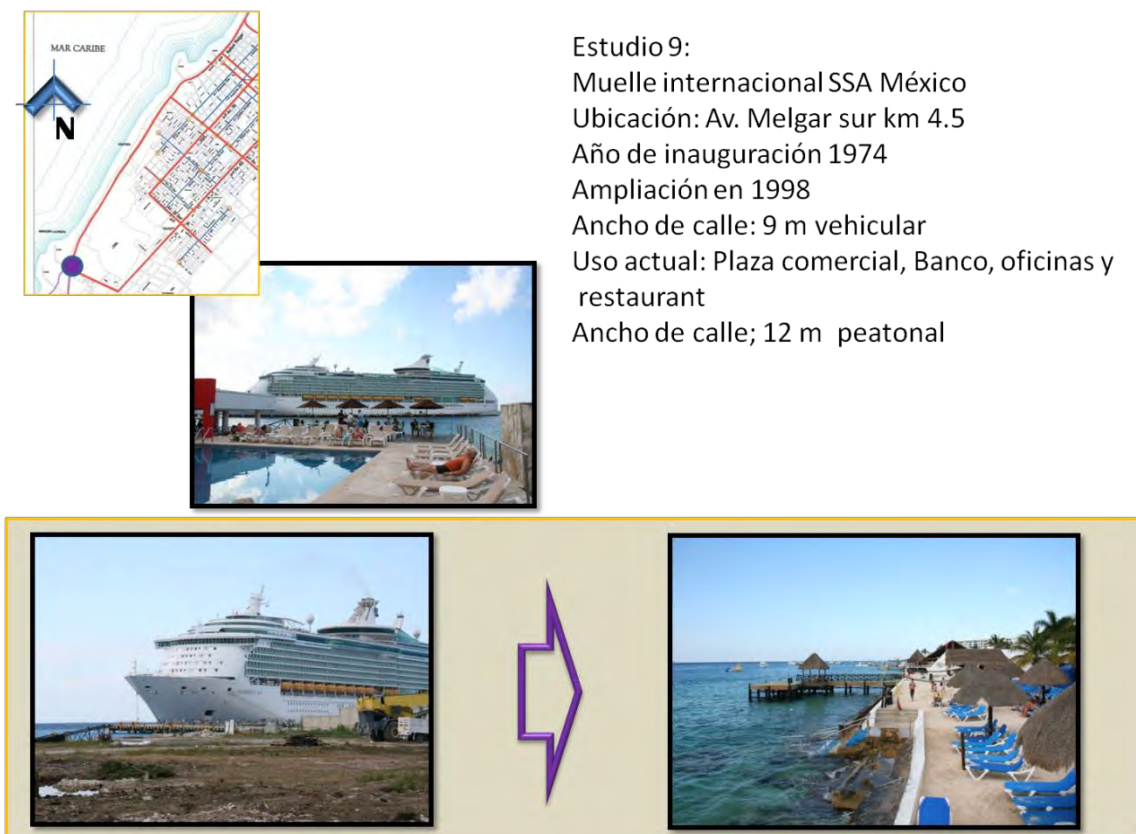 MAR CARIBE
N
Estudio 9:
Muelle internacional SSA México
Ubicación: Av. Melgar sur km 4.5
Año de inauguración 1974
Ampliación en 1998
Ancho de calle: 9 m vehicular
Uso actual: Plaza comercial, Banco, oficinas y
restaurant
Ancho de calle; 12 m peatonal